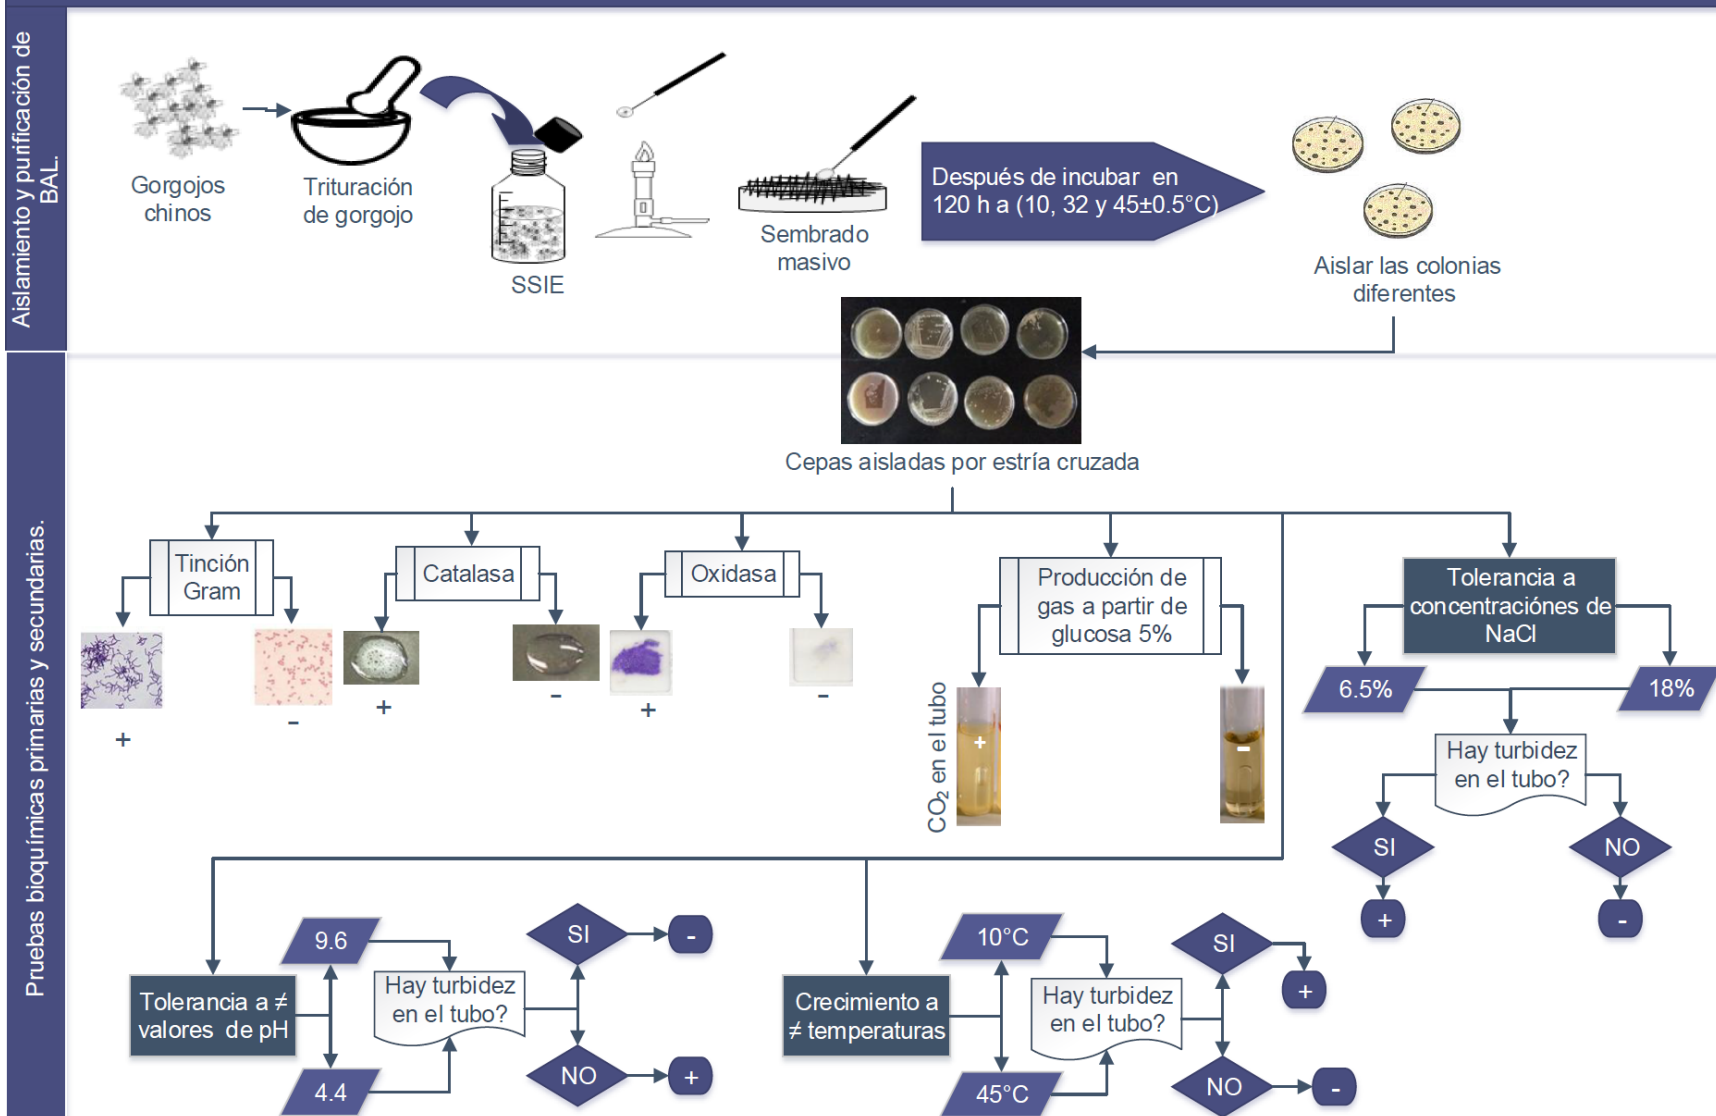 Aislamiento y purificación de
BAL.
Gorgojos
chinos
Trituración
de gorgojo
SSIE
Sembrado
masivo
Después de incubar en
120 h a (10, 32 y 45±0.5°C)
Aislar las colonias
diferentes
Cepas aisladas por estría cruzada
Pruebas bioquímicas primarias y secundarias.
Tinción
Gram
+
-
Catalasa
+
-
Oxidasa
+
-
Producción de
gas a partir de
glucosa 5%
CO₂ en el tubo
+
-
Tolerancia a
concentraciónes de
NaCl
6.5%
18%
Hay turbidez
en el tubo?
SI
NO
+
-
Tolerancia a ≠
valores de pH
9.6
4.4
Hay turbidez
en el tubo?
SI
-
NO
+
Crecimiento a
≠ temperaturas
10°C
45°C
Hay turbidez
en el tubo?
SI
+
NO
-